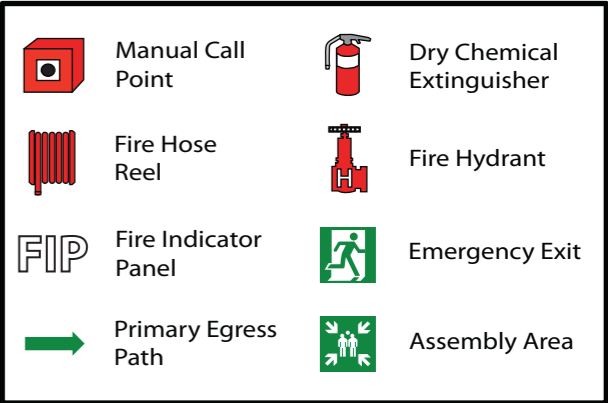 Manual Call
Point
Dry Chemical
Extinguisher
Fire Hose
Reel
H
Fire Hydrant
FIP
Fire Indicator
Panel
Emergency Exit
Primary Egress
Path
Assembly Area